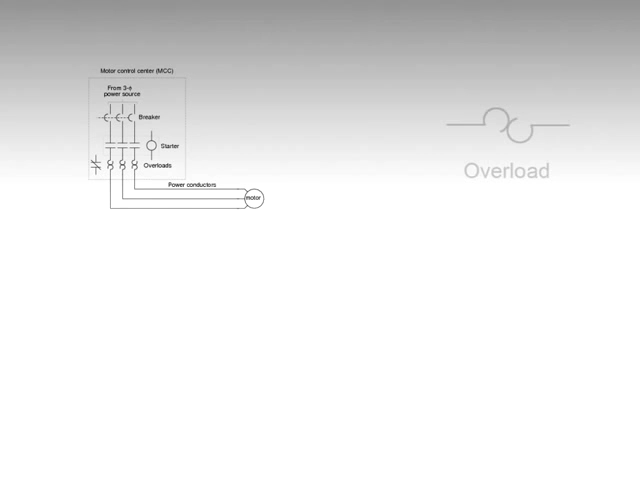 Motor control center (MCC)
From 3-ϕ
power source
Breaker
Starter
Overloads
Power conductors
motor
Overload